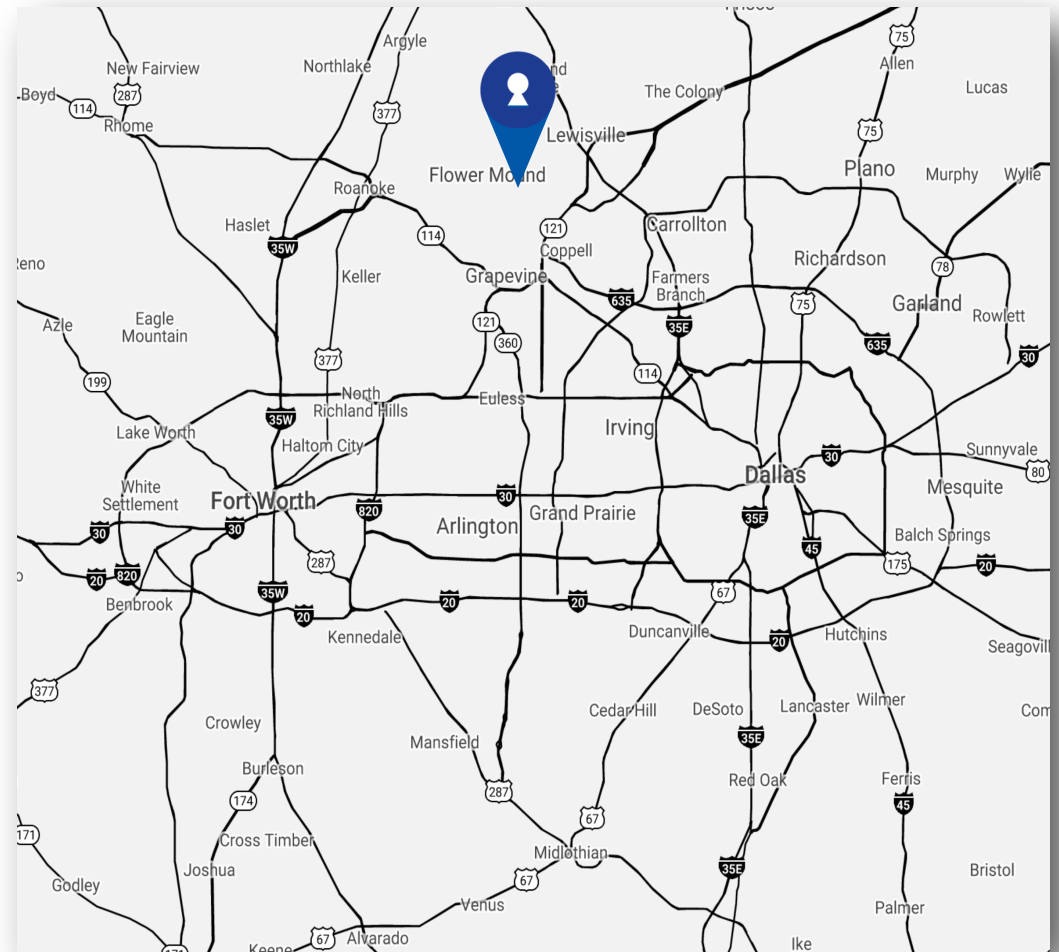 Argyle
75
New Fairview
Northlake
Allen
Boyd
114
287
377
The Colony
Lucas
Rhome
Lewisville
75
Flower Mound
Plano
Murphy
Wylie
Roanoke
Haslet
35W
114
121
Carrollton
Coppell
Richardson
78
Keller
Grapevine
Farmers
Branch
635
75
Garland
Rowlett
Azle
Eagle
Mountain
121
360
35E
635
30
377
199
114
North
Richland Hills
Euless
35W
Lake Worth
Haltom City
Irving
30
Sunnyvale
80
White
Settlement
Fort Worth
30
Dallas
Mesquite
820
Arlington
Grand Prairie
35E
30
30
45
Balch Springs
287
175
20
820
35W
67
20
Benbrook
20
20
20
Kennedale
Duncanville
20
Hutchins
377
Crowley
Cedar Hill
DeSoto
Lancaster
Wilmer
Mansfield
35E
Burleson
Red Oak
Ferris
174
287
67
45
171
Cross Timber
Midlothian
Joshua
35E
Godley
67
Bristol
Venus
Palmer
67
Alvarado
Ike